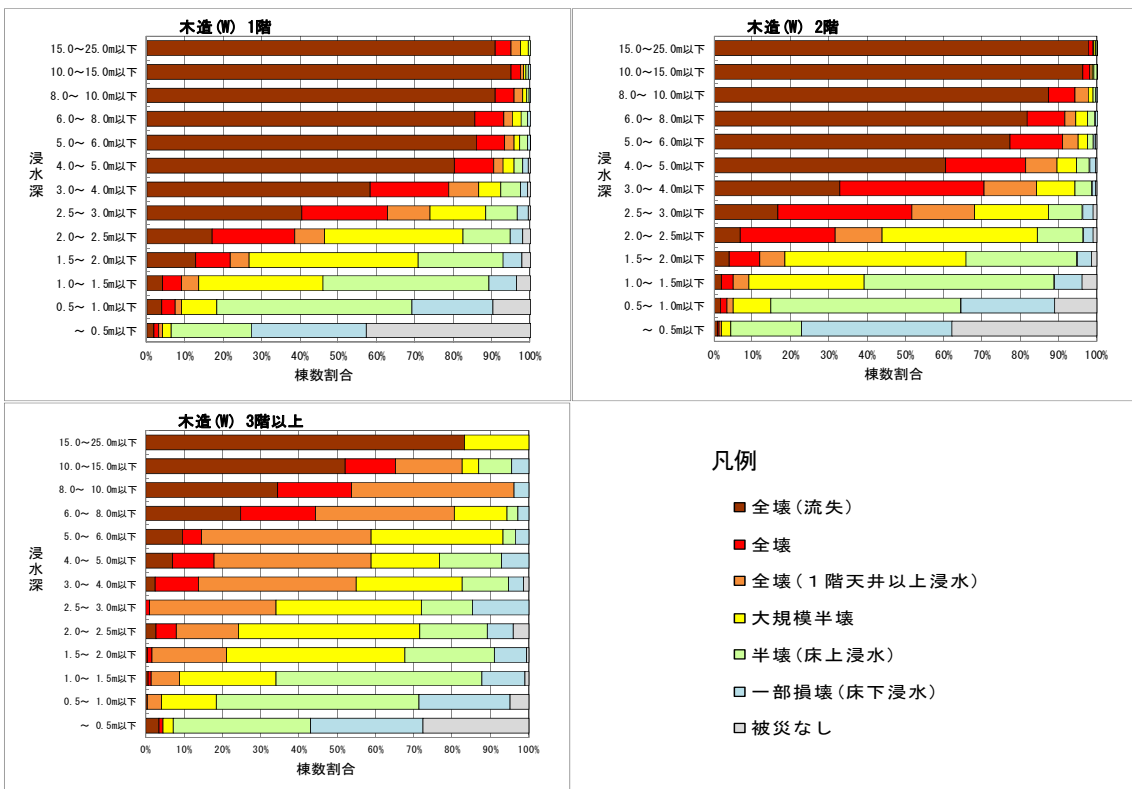 木造(W) 1階
15.0～25.0m以下
10.0～15.0m以下
8.0～ 10.0m以下
6.0～ 8.0m以下
5.0～ 6.0m以下
4.0～ 5.0m以下
3.0～ 4.0m以下
2.5～ 3.0m以下
2.0～ 2.5m以下
1.5～ 2.0m以下
1.0～ 1.5m以下
0.5～ 1.0m以下
～ 0.5m以下
浸水深
0% 10% 20% 30% 40% 50% 60% 70% 80% 90% 100%
棟数割合
木造(W) 2階
15.0～25.0m以下
10.0～15.0m以下
8.0～ 10.0m以下
6.0～ 8.0m以下
5.0～ 6.0m以下
4.0～ 5.0m以下
3.0～ 4.0m以下
2.5～ 3.0m以下
2.0～ 2.5m以下
1.5～ 2.0m以下
1.0～ 1.5m以下
0.5～ 1.0m以下
～ 0.5m以下
浸水深
0% 10% 20% 30% 40% 50% 60% 70% 80% 90% 100%
棟数割合
木造(W) 3階以上
15.0～25.0m以下
10.0～15.0m以下
8.0～ 10.0m以下
6.0～ 8.0m以下
5.0～ 6.0m以下
4.0～ 5.0m以下
3.0～ 4.0m以下
2.5～ 3.0m以下
2.0～ 2.5m以下
1.5～ 2.0m以下
1.0～ 1.5m以下
0.5～ 1.0m以下
～ 0.5m以下
浸水深
0% 10% 20% 30% 40% 50% 60% 70% 80% 90% 100%
棟数割合
凡例
全壊(流失)
全壊
全壊(１階天井以上浸水)
大規模半壊
半壊(床上浸水)
一部損壊(床下浸水)
被災なし